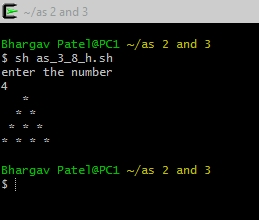 ~/as 2 and 3
Bhargav Patel@PC1 ~/as 2 and 3
$ sh as_3_8_h.sh
enter the number
4
   *
  * *
 * * *
* * * *
Bhargav Patel@PC1 ~/as 2 and 3
$